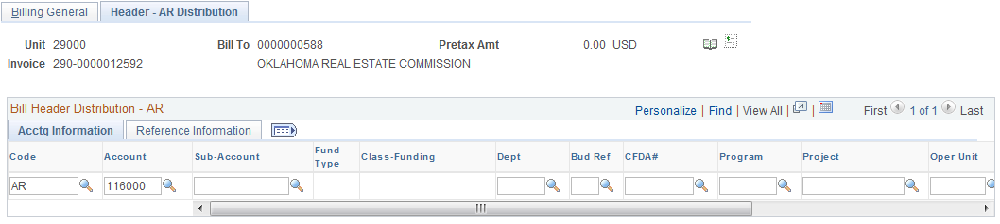 Billing General Header - AR Distribution
Unit 29000 Bill To 0000000588 Pretax Amt 0.00 USD
Invoice 290-0000012592 OKLAHOMA REAL ESTATE COMMISSION
Bill Header Distribution - AR Personalize | Find | View All | | First 1 of 1 Last
Acctg Information Reference Information
Code Account Sub-Account Fund Type Class-Funding Dept Bud Ref CFDA# Program Project Oper Unit
AR 116000